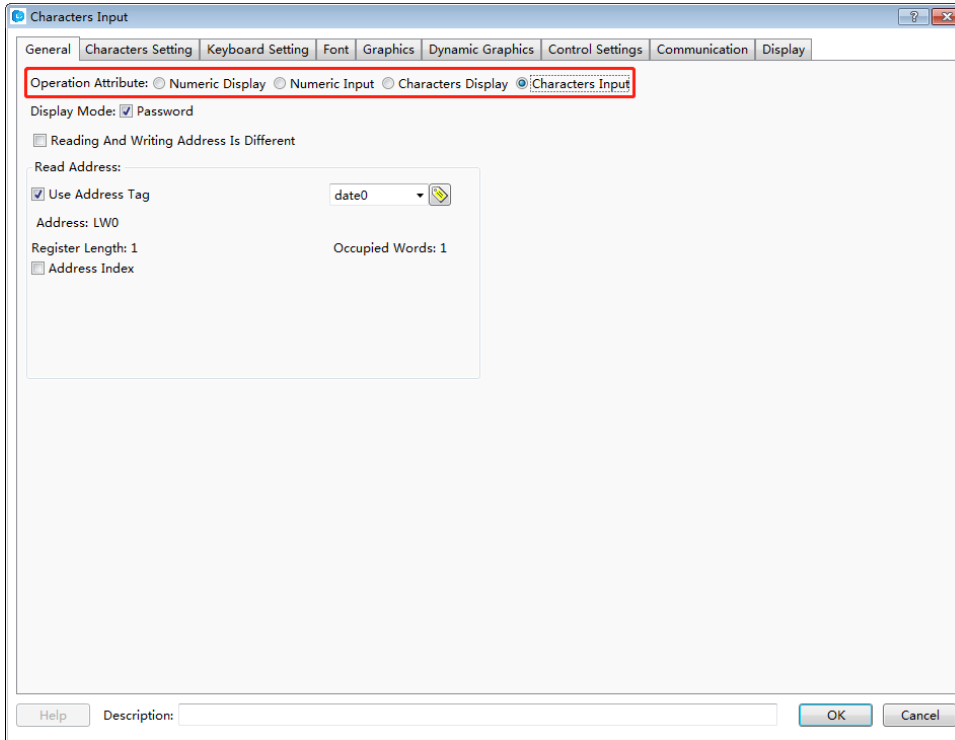 Characters Input
General Characters Setting Keyboard Setting Font Graphics Dynamic Graphics Control Settings Communication Display
Operation Attribute: Numeric Display Numeric Input Characters Display Characters Input
Display Mode: Password
Reading And Writing Address Is Different
Read Address:
Use Address Tag date0
Address: LW0
Register Length: 1 Occupied Words: 1
Address Index
Help Description: OK Cancel